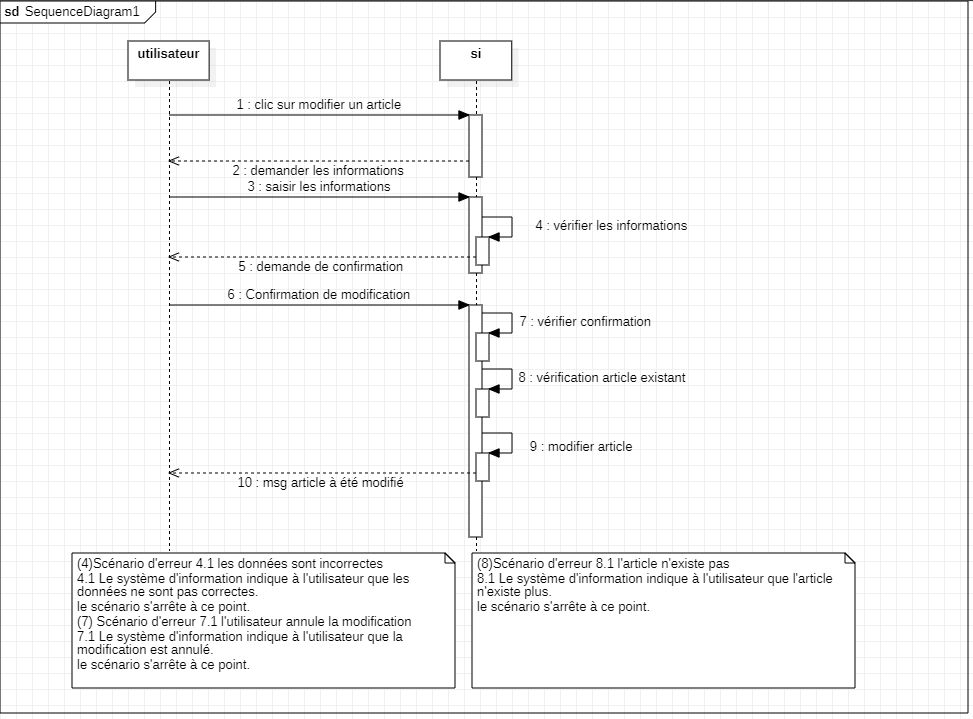 sd SequenceDiagram1
utilisateur
si
1 : clic sur modifier un article
2 : demander les informations
3 : saisir les informations
4 : vérifier les informations
5 : demande de confirmation
6 : Confirmation de modification
7 : vérifier confirmation
8 : vérification article existant
9 : modifier article
10 : msg article à été modifié
(4)Scénario d'erreur 4.1 les données sont incorrectes
4.1 Le système d'information indique à l'utilisateur que les
données ne sont pas correctes.
le scénario s'arrête à ce point.
(7) Scénario d'erreur 7.1 l'utilisateur annule la modification
7.1 Le système d'information indique à l'utilisateur que la
modification est annulé.
le scénario s'arrête à ce point.
(8)Scénario d'erreur 8.1 l'article n'existe pas
8.1 Le système d'information indique à l'utilisateur que l'article
n'existe plus.
le scénario s'arrête à ce point.